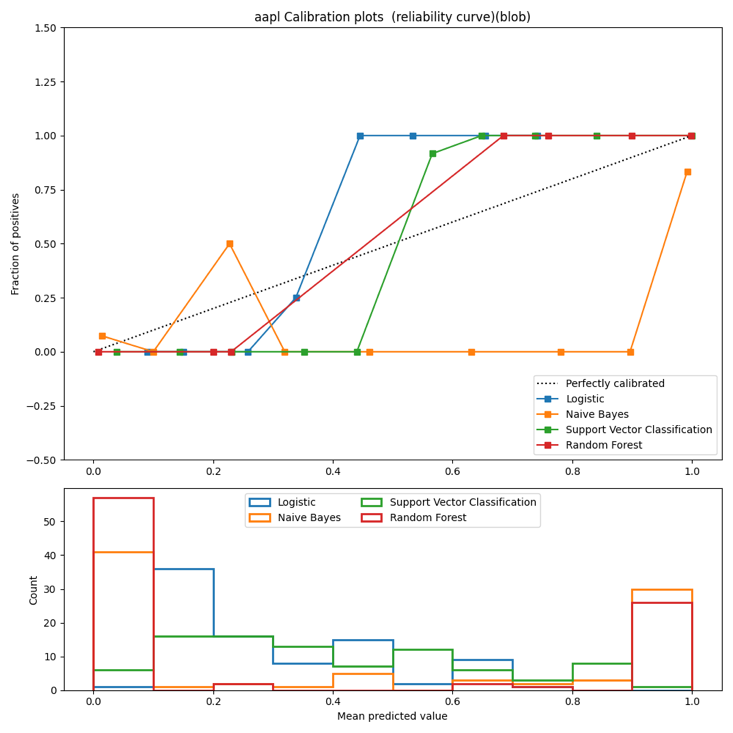 aapl Calibration plots  (reliability curve)(blob)
1.50
1.25
1.00
0.75
0.50
0.25
0.00
−0.25
−0.50
Fraction of positives
Perfectly calibrated
Logistic
Naive Bayes
Support Vector Classification
Random Forest
0.0 0.2 0.4 0.6 0.8 1.0
Logistic Support Vector Classification
Naive Bayes Random Forest
50
40
30
20
10
0
Count
0.0 0.2 0.4 0.6 0.8 1.0
Mean predicted value